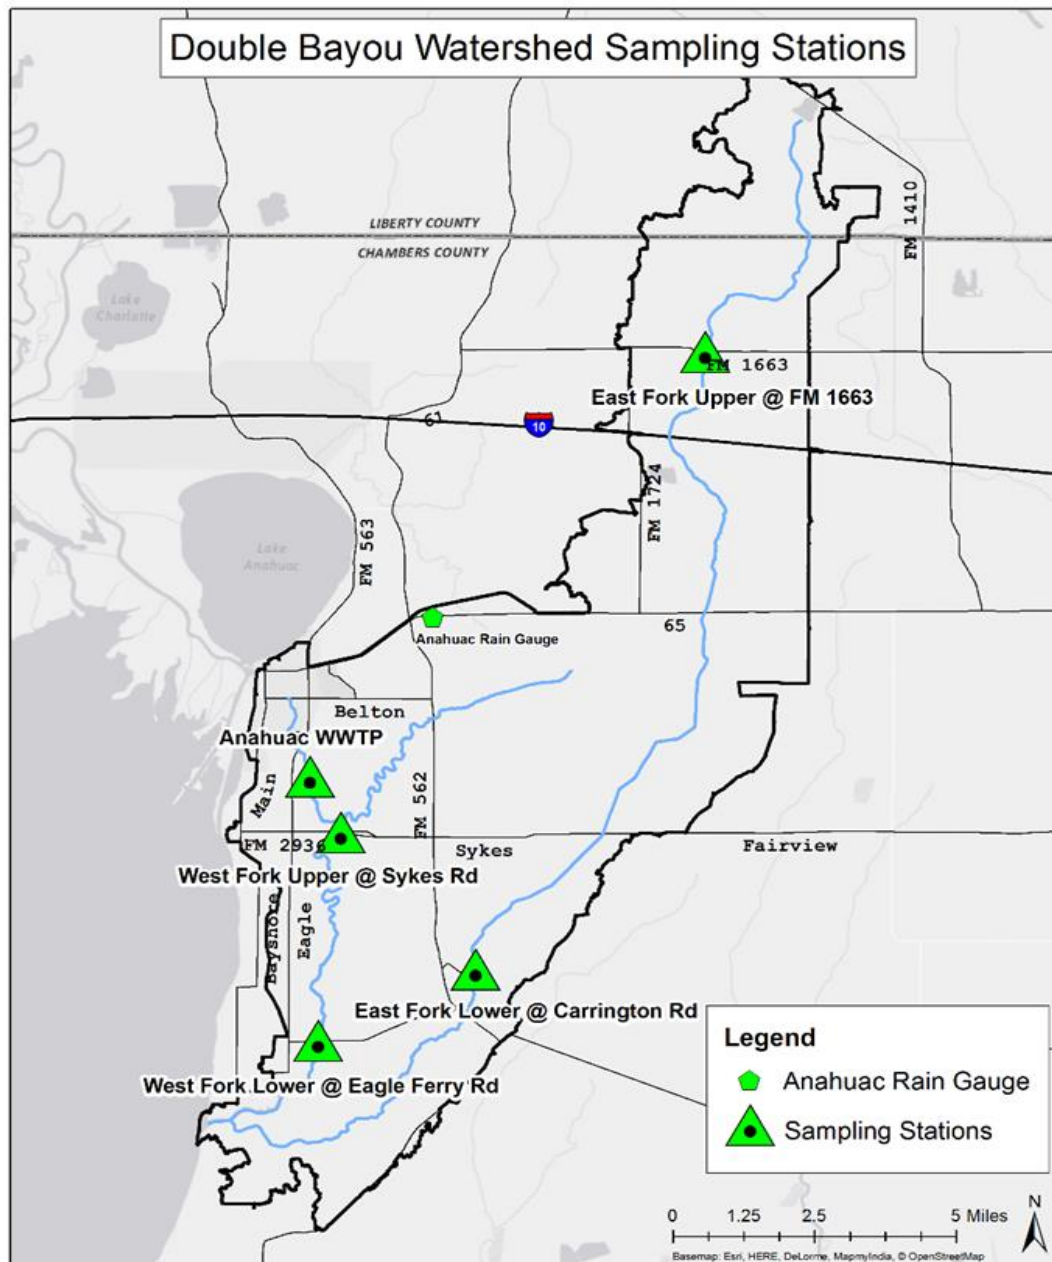 Double Bayou Watershed Sampling Stations
FM 1410
LIBERTY COUNTY
CHAMBERS COUNTY
Lake
Charlotte
FM 1663
East Fork Upper @ FM 1663
61
10
FM 1724
FM 563
Lake
Anahuac
65
Anahuac Rain Gauge
Belton
Anahuac WWTP
Main
FM 562
FM 2936
Sykes
Fairview
West Fork Upper @ Sykes Rd
Bayshore
Eagle
East Fork Lower @ Carrington Rd
West Fork Lower @ Eagle Ferry Rd
Legend
Anahuac Rain Gauge
Sampling Stations
N
0 1.25 2.5 5 Miles
Basemap: Esri, HERE, DeLorme, MapmyIndia, © OpenStreetMap